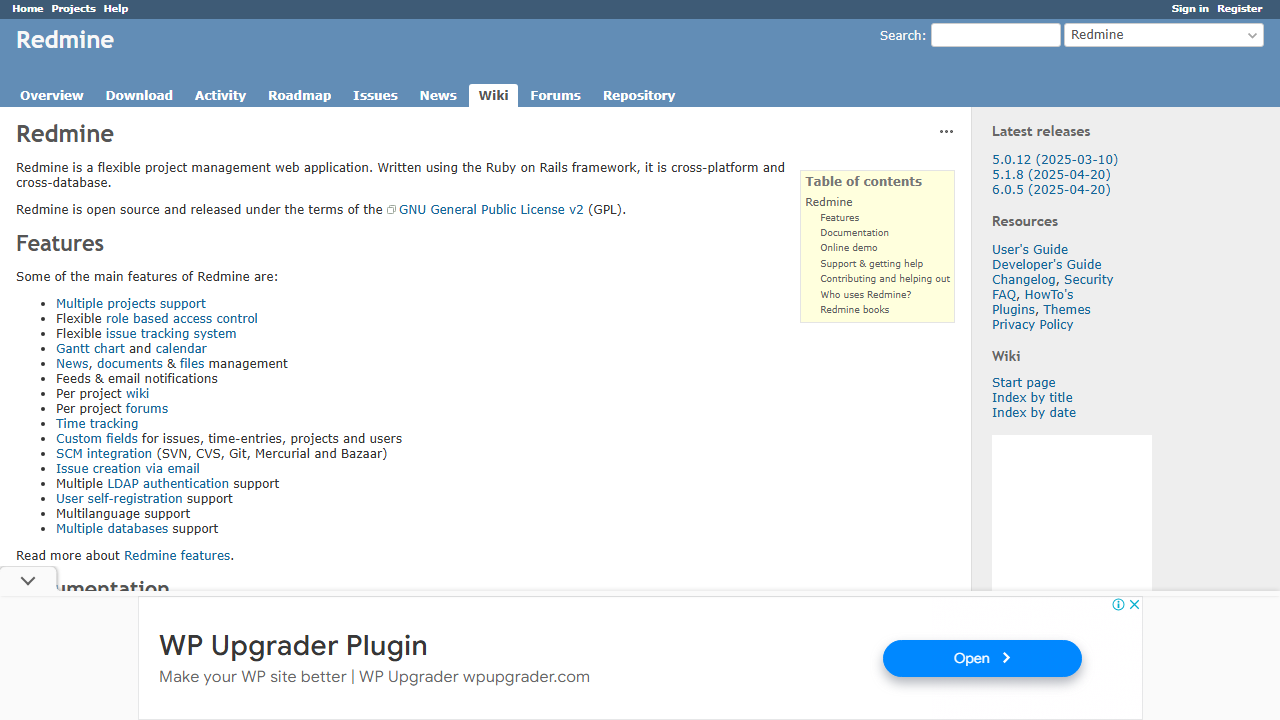 Home Projects Help
Sign in Register
Redmine
Search:
Redmine
Overview Download Activity Roadmap Issues News Wiki Forums Repository
Redmine
Redmine is a flexible project management web application. Written using the Ruby on Rails framework, it is cross-platform and
cross-database.
Redmine is open source and released under the terms of the GNU General Public License v2 (GPL).
Table of contents
Redmine
Features
Documentation
Online demo
Support & getting help
Contributing and helping out
Who uses Redmine?
Redmine books
Features
Some of the main features of Redmine are:
Multiple projects support
Flexible role based access control
Flexible issue tracking system
Gantt chart and calendar
News, documents & files management
Feeds & email notifications
Per project wiki
Per project forums
Time tracking
Custom fields for issues, time-entries, projects and users
SCM integration (SVN, CVS, Git, Mercurial and Bazaar)
Issue creation via email
Multiple LDAP authentication support
User self-registration support
Multilanguage support
Multiple databases support
Read more about Redmine features.
umentation
Latest releases
5.0.12 (2025-03-10)
5.1.8 (2025-04-20)
6.0.5 (2025-04-20)
Resources
User's Guide
Developer's Guide
Changelog, Security
FAQ, HowTo's
Plugins, Themes
Privacy Policy
Wiki
Start page
Index by title
Index by date
WP Upgrader Plugin
Make your WP site better | WP Upgrader wpupgrader.com
Open